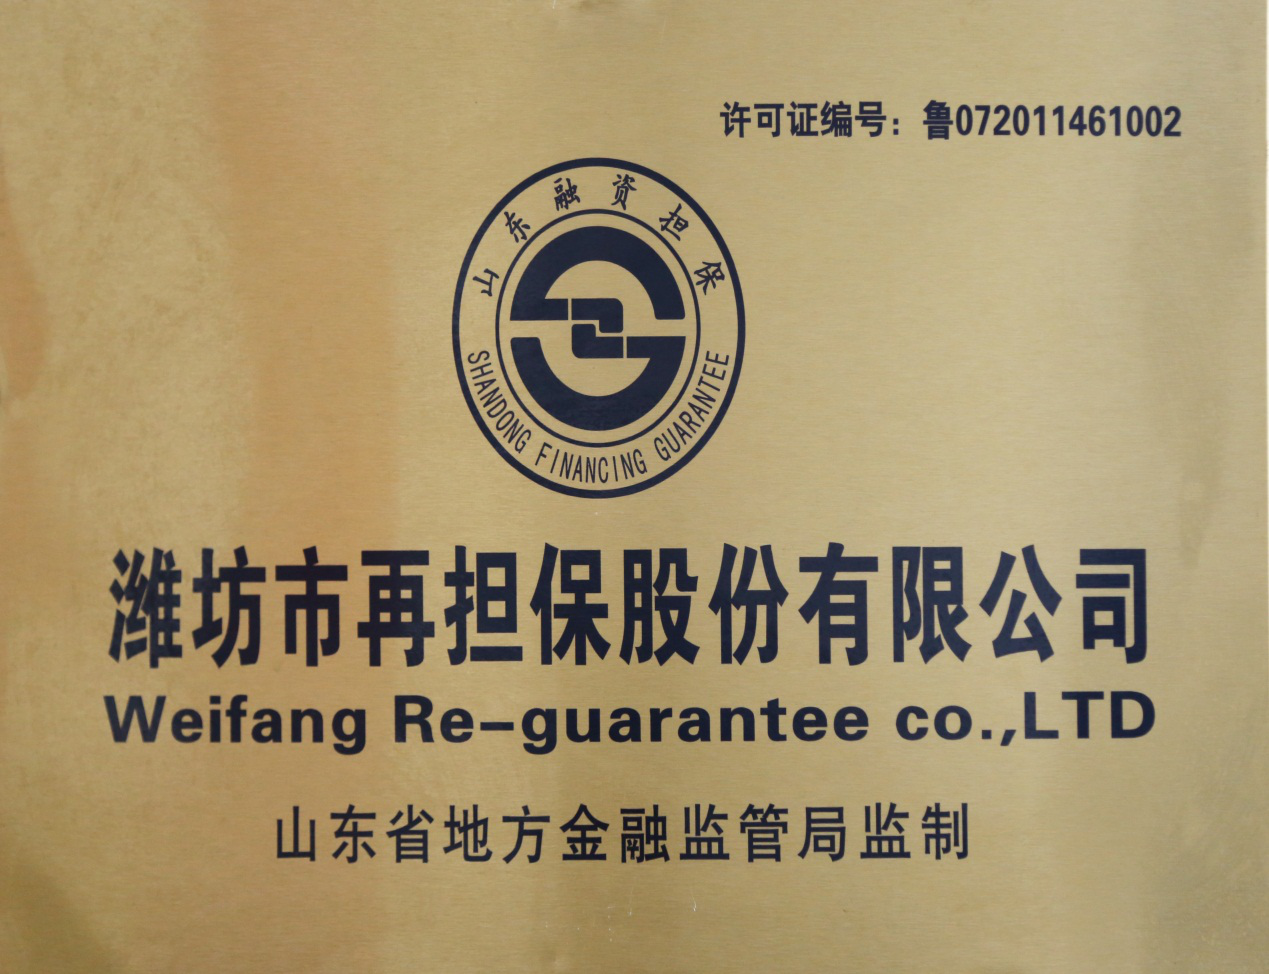 许可证编号：鲁072011461002
山东融资担保
SHANDONG FINANCING GUARANTEE
潍坊市再担保股份有限公司
Weifang Re-guarantee co.,LTD
山东省地方金融监管局监制